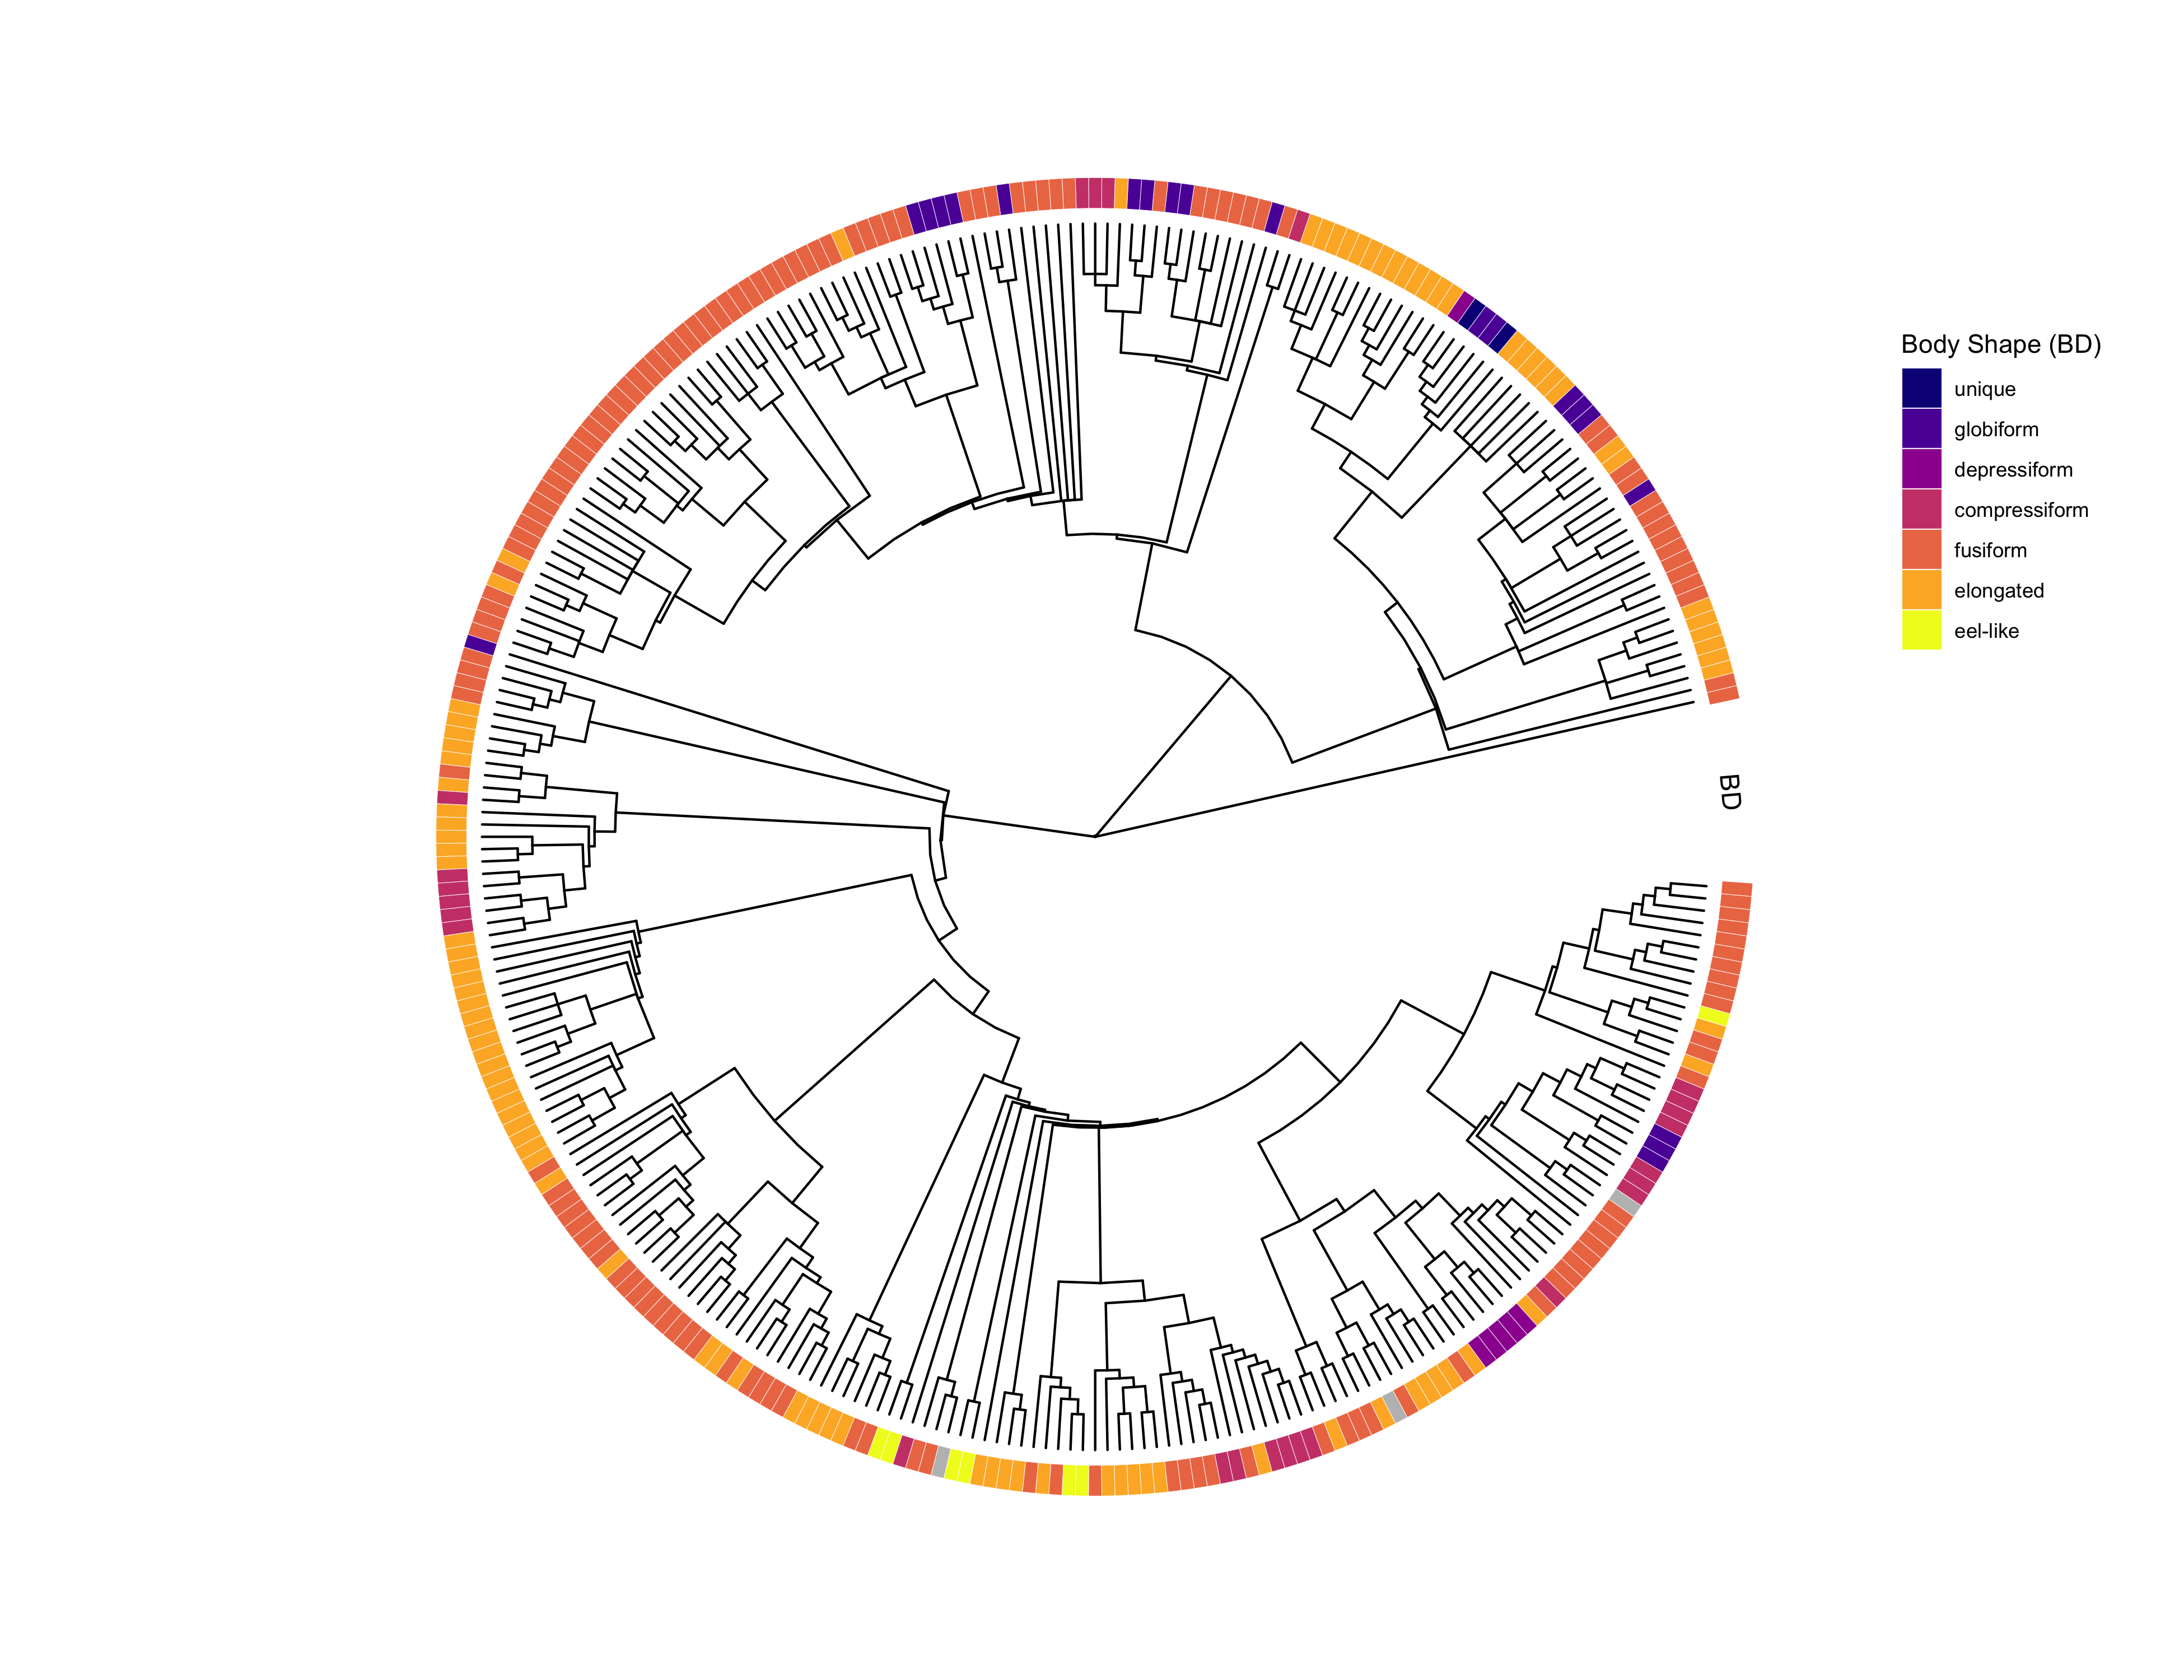 Body Shape (BD)
unique
globiform
depressiform
compressiform
fusiform
elongated
eel-like
BD